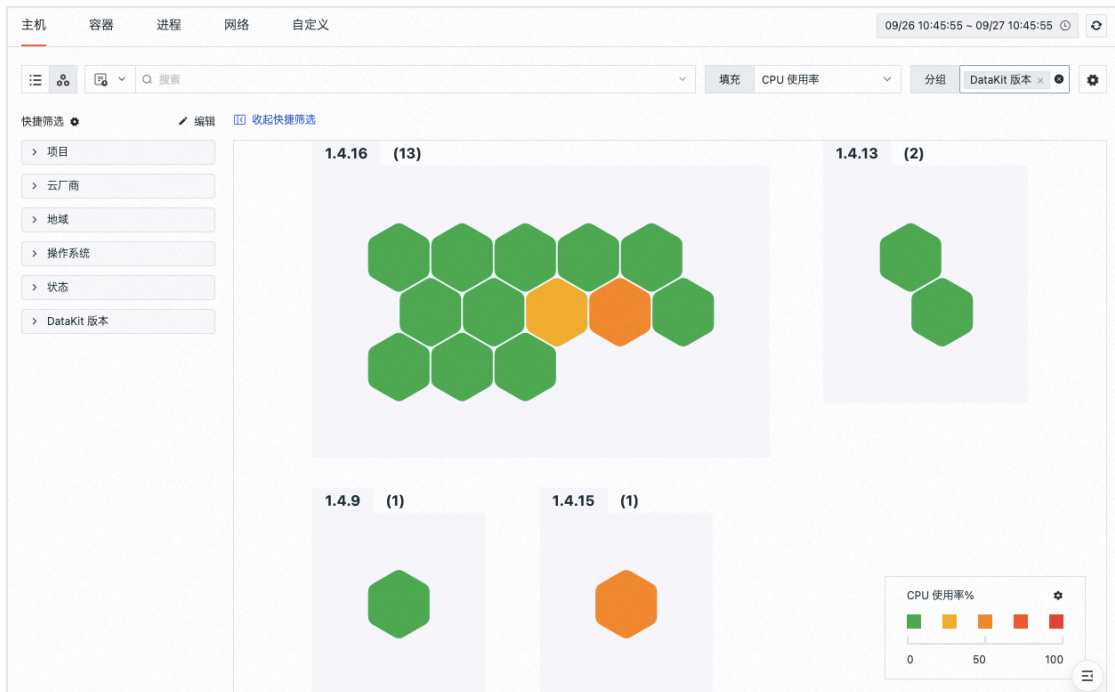 主机 容器 进程 网络 自定义 09/26 10:45:55 ~ 09/27 10:45:55
搜索 填充 CPU 使用率 分组 DataKit 版本 ×
快捷筛选 编辑 收起快捷筛选
项目
云厂商
地域
操作系统
状态
DataKit 版本
1.4.16 (13) 1.4.13 (2)
1.4.9 (1) 1.4.15 (1)
CPU 使用率%
0 50 100